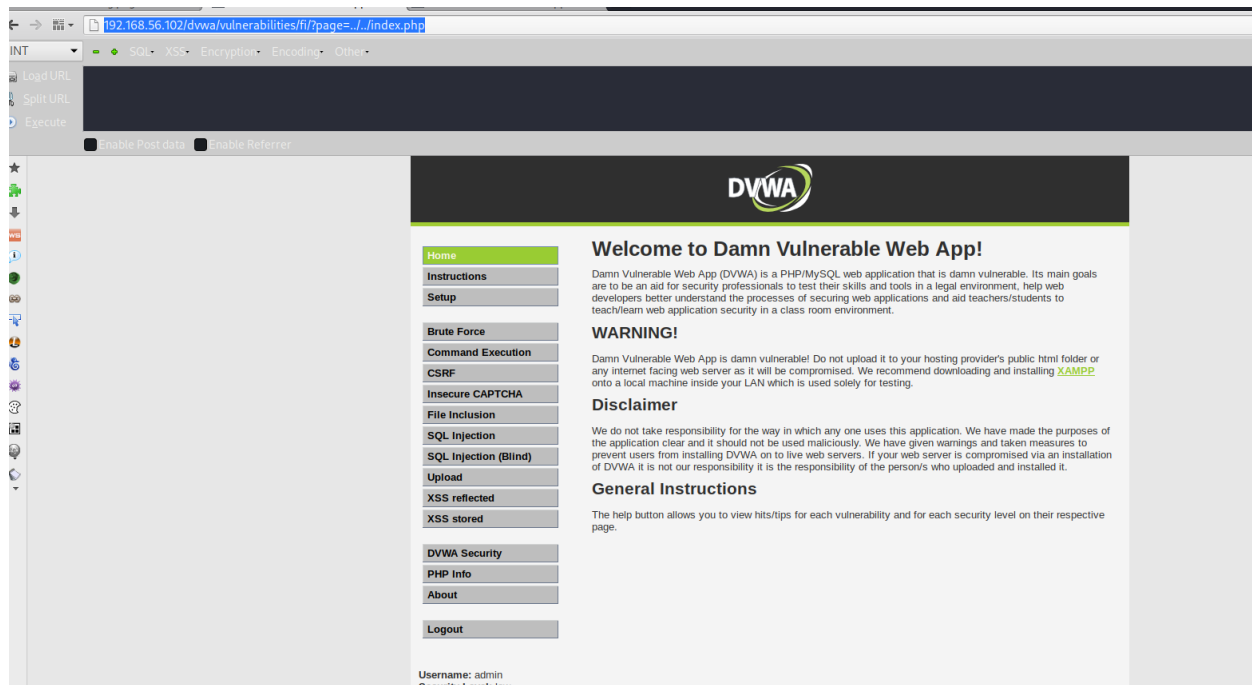 192.168.56.102/dvwa/vulnerabilities/fi/?page=../../index.php
INT
SQL XSS Encryption Encoding Other
Load URL
Split URL
Execute
Enable Post data Enable Referrer
DVWA
Home
Instructions
Setup
Brute Force
Command Execution
CSRF
Insecure CAPTCHA
File Inclusion
SQL Injection
SQL Injection (Blind)
Upload
XSS reflected
XSS stored
DVWA Security
PHP Info
About
Logout
Username: admin
Welcome to Damn Vulnerable Web App!
Damn Vulnerable Web App (DVWA) is a PHP/MySQL web application that is damn vulnerable. Its main goals
are to be an aid for security professionals to test their skills and tools in a legal environment, help web
developers better understand the processes of securing web applications and aid teachers/students to
teach/learn web application security in a class room environment.
WARNING!
Damn Vulnerable Web App is damn vulnerable! Do not upload it to your hosting provider's public html folder or
any internet facing web server as it will be compromised. We recommend downloading and installing XAMPP
onto a local machine inside your LAN which is used solely for testing.
Disclaimer
We do not take responsibility for the way in which any one uses this application. We have made the purposes of
the application clear and it should not be used maliciously. We have given warnings and taken measures to
prevent users from installing DVWA on to live web servers. If your web server is compromised via an installation
of DVWA it is not our responsibility it is the responsibility of the person/s who uploaded and installed it.
General Instructions
The help button allows you to view hits/tips for each vulnerability and for each security level on their respective
page.